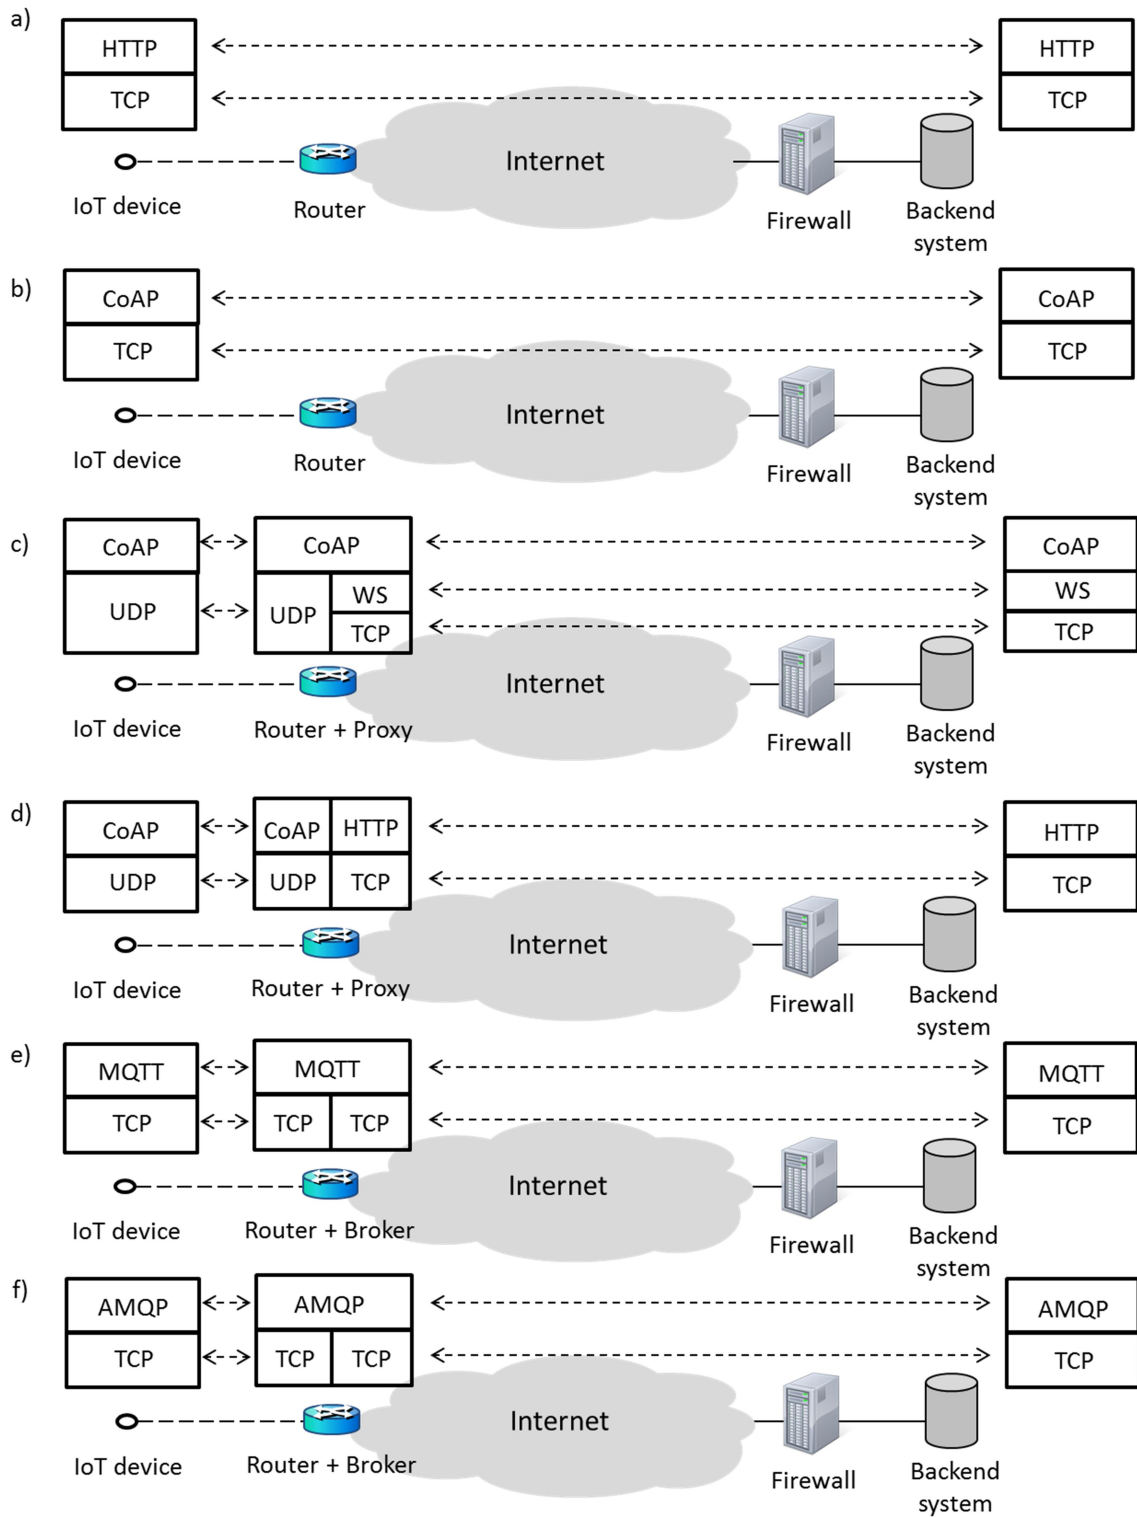 a)
HTTP
HTTP
TCP
TCP
Internet
IoT device
Router
Firewall
Backend
system
b)
CoAP
CoAP
TCP
TCP
Internet
IoT device
Router
Firewall
Backend
system
c)
CoAP
CoAP
CoAP
UDP
UDP
WS
TCP
WS
TCP
Internet
IoT device
Router + Proxy
Firewall
Backend
system
d)
CoAP
CoAP
HTTP
HTTP
UDP
UDP
TCP
TCP
Internet
IoT device
Router + Proxy
Firewall
Backend
system
e)
MQTT
MQTT
MQTT
TCP
TCP
TCP
TCP
Internet
IoT device
Router + Broker
Firewall
Backend
system
f)
AMQP
AMQP
AMQP
TCP
TCP
TCP
TCP
Internet
IoT device
Router + Broker
Firewall
Backend
system